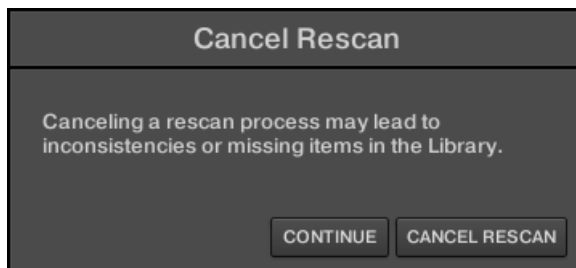 Cancel Rescan
Canceling a rescan process may lead to
inconsistencies or missing items in the Library.
CONTINUE
CANCEL RESCAN